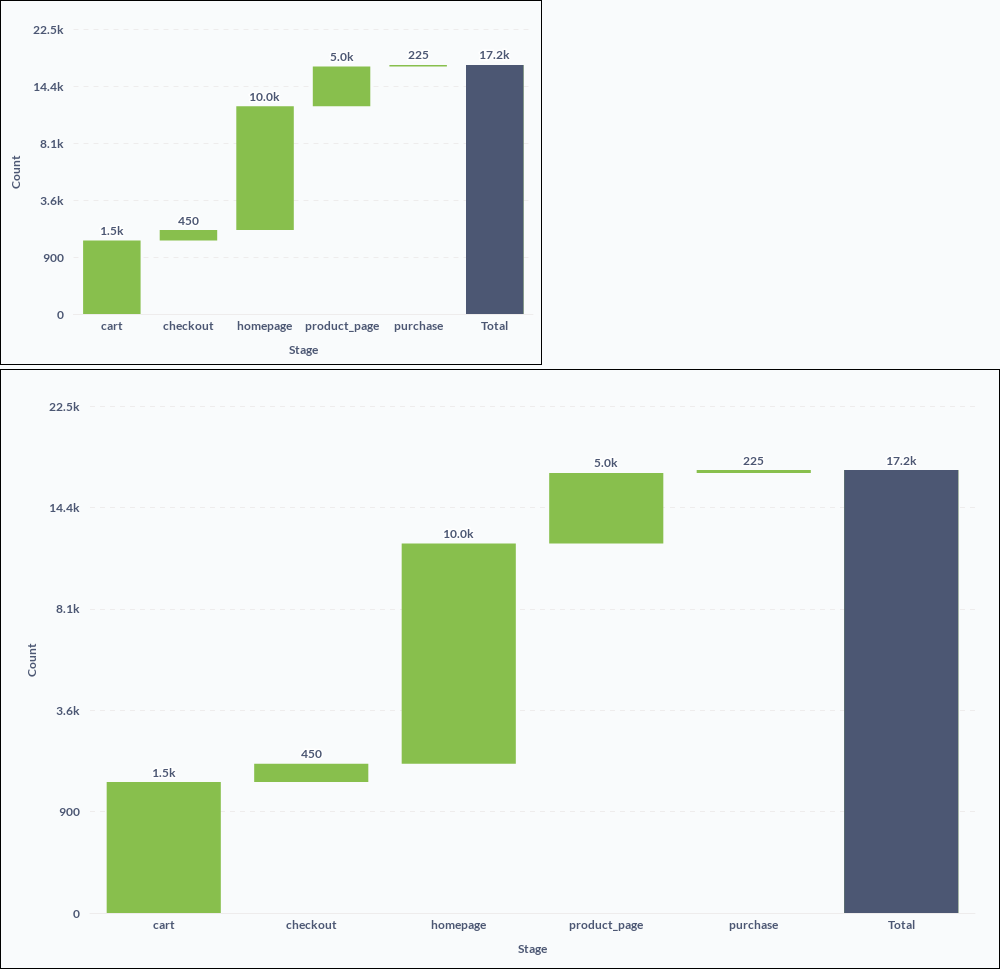 22.5k
14.4k
8.1k
3.6k
900
0
Count
1.5k
450
10.0k
5.0k
225
17.2k
cart checkout homepage product_page purchase Total
Stage
22.5k
14.4k
8.1k
3.6k
900
0
Count
1.5k
450
10.0k
5.0k
225
17.2k
cart checkout homepage product_page purchase Total
Stage